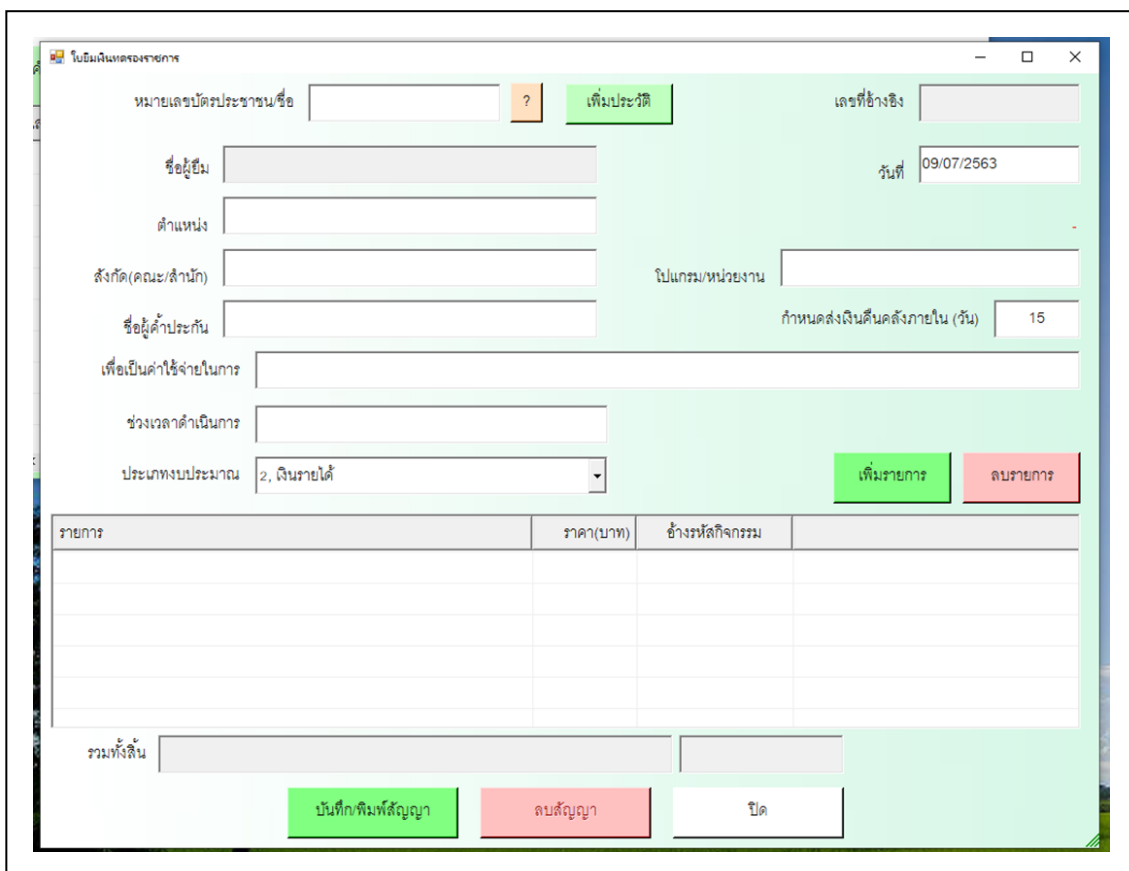 ใบยืมเงินทดรองราชการ
หมายเลขบัตรประชาชน/ชื่อ ? เพิ่มประวัติ เลขที่อ้างอิง
ชื่อผู้ยืม วันที่ 09/07/2563
ตำแหน่ง -
สังกัด(คณะ/สำนัก) โปแกรม/หน่วยงาน
ชื่อผู้ค้ำประกัน กำหนดส่งเงินคืนคลังภายใน (วัน) 15
เพื่อเป็นค่าใช้จ่ายในการ
ช่วงเวลาดำเนินการ
ประเภทงบประมาณ 2, เงินรายได้ เพิ่มรายการ ลบรายการ
รายการ ราคา(บาท) อ้างรหัสกิจกรรม
รวมทั้งสิ้น
บันทึก/พิมพ์สัญญา ลบสัญญา ปิด